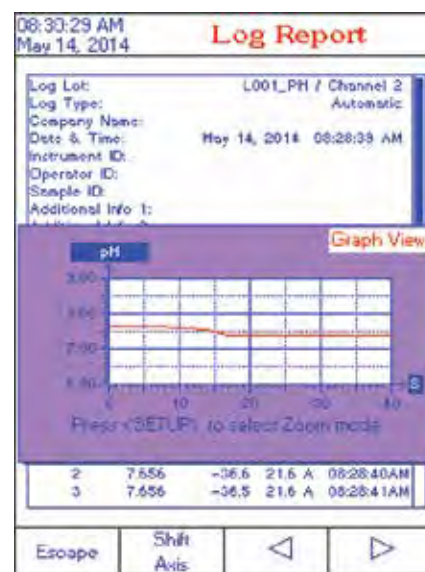 08:30:29 AM
May 14, 2014
Log Report
Log Lot: L001_PH / Channel 2
Log Type: Automatic
Company Name:
Date & Time: May 14, 2014 08:28:39 AM
Instrument ID:
Operator ID:
Sample ID:
Additional Info 1:
Graph View
pH
7.00
0 10 20 30 40 S
Press <SETUP> to select Zoom mode
2 7.656 -36.6 21.6 A 08:28:40AM
3 7.656 -36.5 21.6 A 08:28:41AM
Escape
Shift
Axis